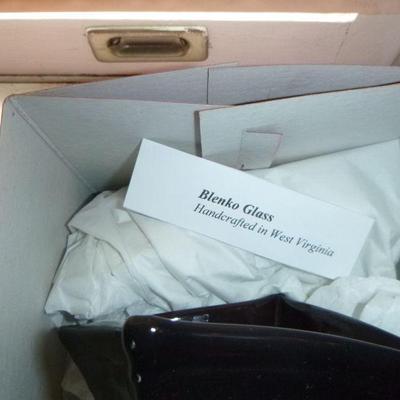 Blenko Glass
Handcrafted in West Virginia